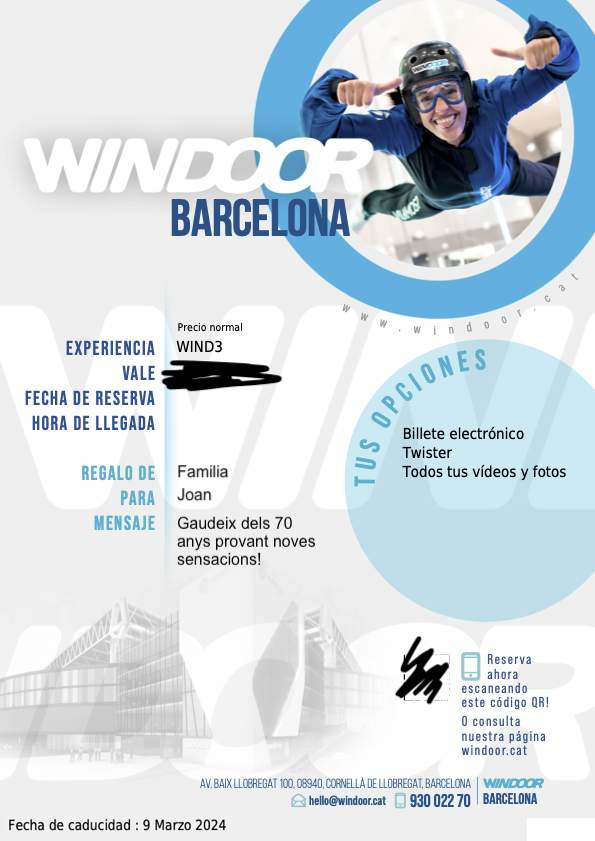 WINDOOR
WINDOOR
BARCELONA
www.windoor.cat
Precio normal
EXPERIENCIA WIND3
VALE
FECHA DE RESERVA
HORA DE LLEGADA
TUS OPCIONES
Billete electrónico
Twister
Todos tus vídeos y fotos
REGALO DE Familia
PARA Joan
MENSAJE Gaudeix dels 70
anys provant noves
sensacions!
Reserva
ahora
escaneando
este código QR!
O consulta
nuestra página
windoor.cat
AV. BAIX LLOBREGAT 100, 08940, CORNELLÀ DE LLOBREGAT, BARCELONA
hello@windoor.cat 930 022 70
WINDOOR
BARCELONA
Fecha de caducidad : 9 Marzo 2024